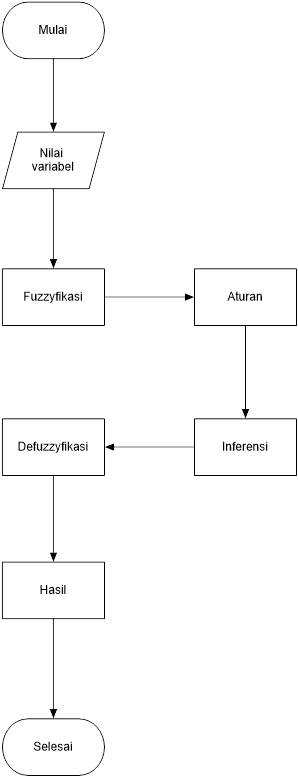 Mulai
Nilai
variabel
Fuzzyfikasi
Aturan
Inferensi
Defuzzyfikasi
Hasil
Selesai